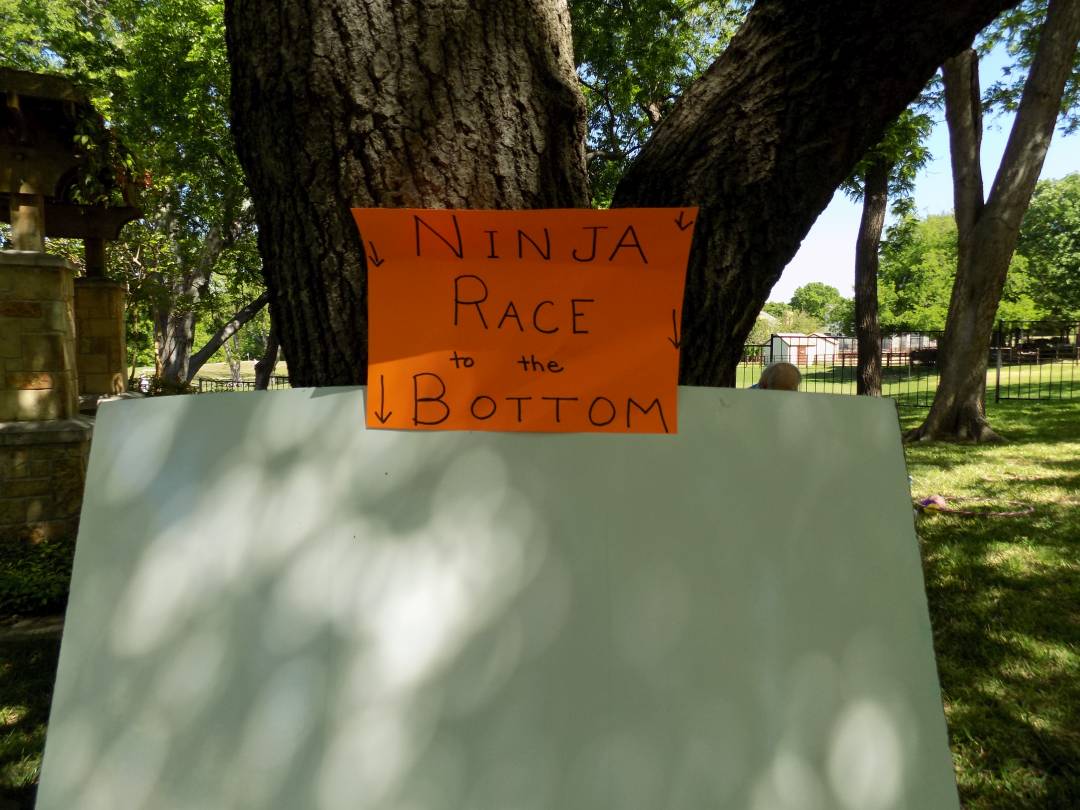 NINJA
RACE
to the
BOTTOM